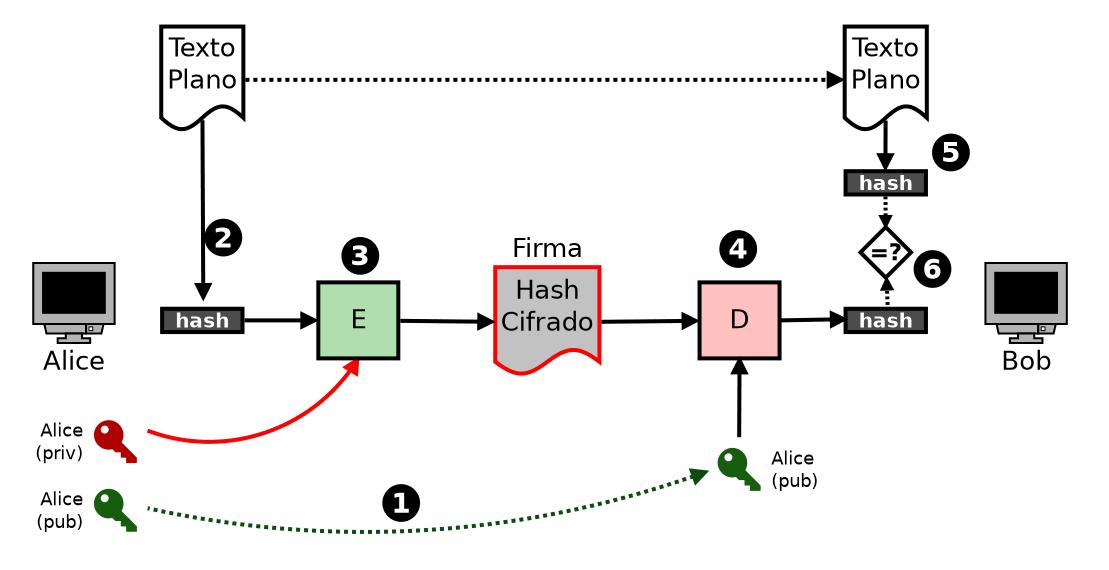 Texto
Plano
Texto
Plano
5
hash
2
3
Firma
4
=?
6
Hash
Cifrado
E
D
hash
hash
Alice
Bob
Alice
(priv)
Alice
(pub)
Alice
(pub)
1